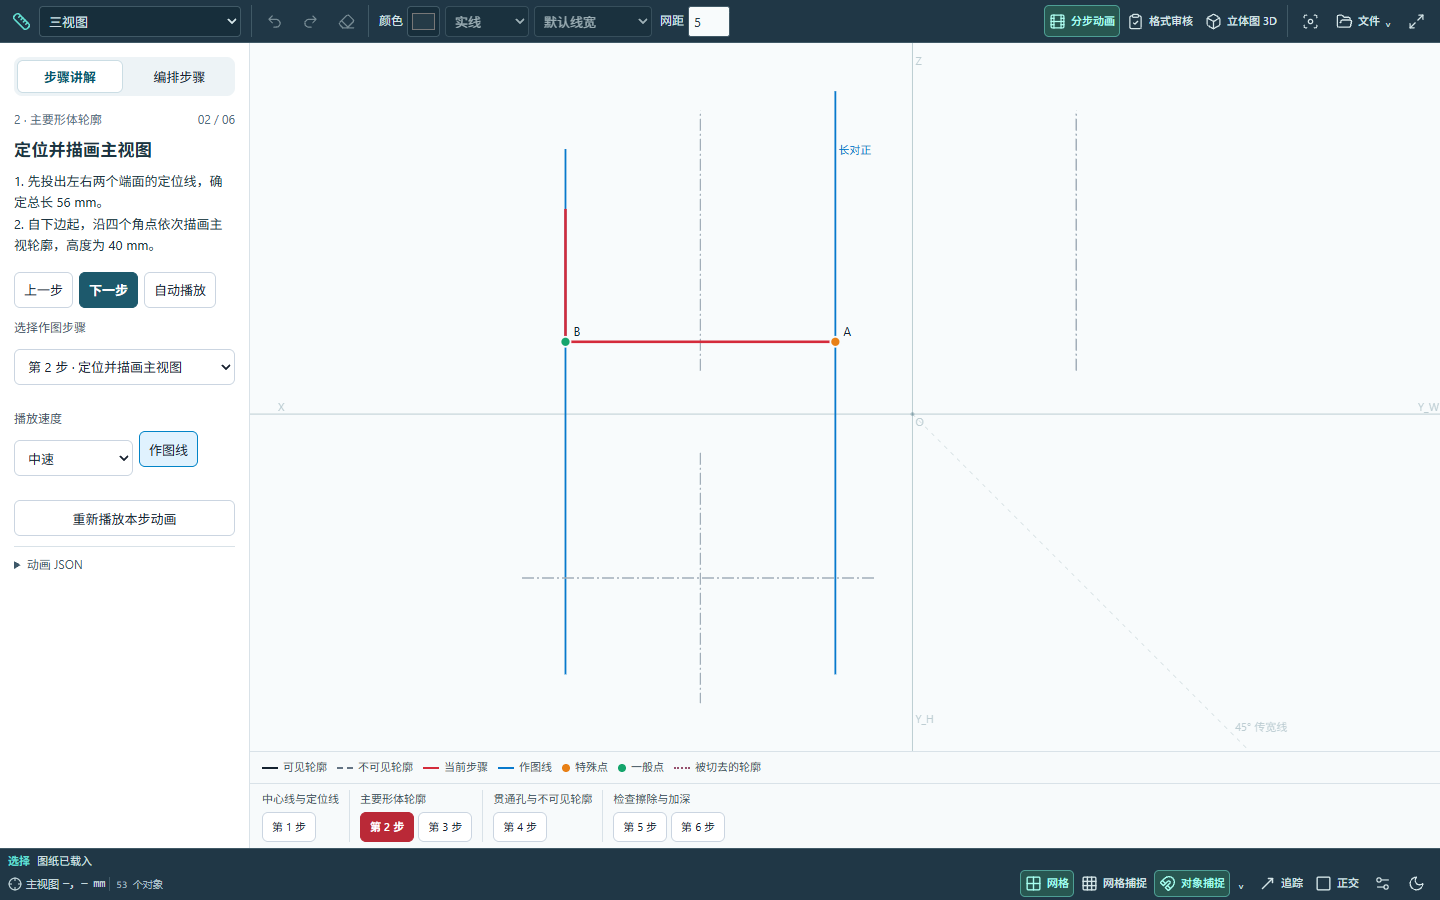 三视图
颜色
实线
默认线宽
网距
5
分步动画
格式审核
立体图 3D
文件
步骤讲解
编排步骤
2 · 主要形体轮廓
02 / 06
定位并描画主视图
1. 先投出左右两个端面的定位线，确
定总长 56 mm。
2. 自下边起，沿四个角点依次描画主
视轮廓，高度为 40 mm。
上一步
下一步
自动播放
选择作图步骤
第 2 步 · 定位并描画主视图
播放速度
中速
作图线
重新播放本步动画
动画 JSON
Z
长对正
B
A
X
Y_W
O
Y_H
45° 传宽线
可见轮廓
不可见轮廓
当前步骤
作图线
特殊点
一般点
被切去的轮廓
中心线与定位线
主要形体轮廓
贯通孔与不可见轮廓
检查擦除与加深
第 1 步
第 2 步
第 3 步
第 4 步
第 5 步
第 6 步
选择 图纸已载入
主视图 —, — mm
53 个对象
网格
网格捕捉
对象捕捉
追踪
正交